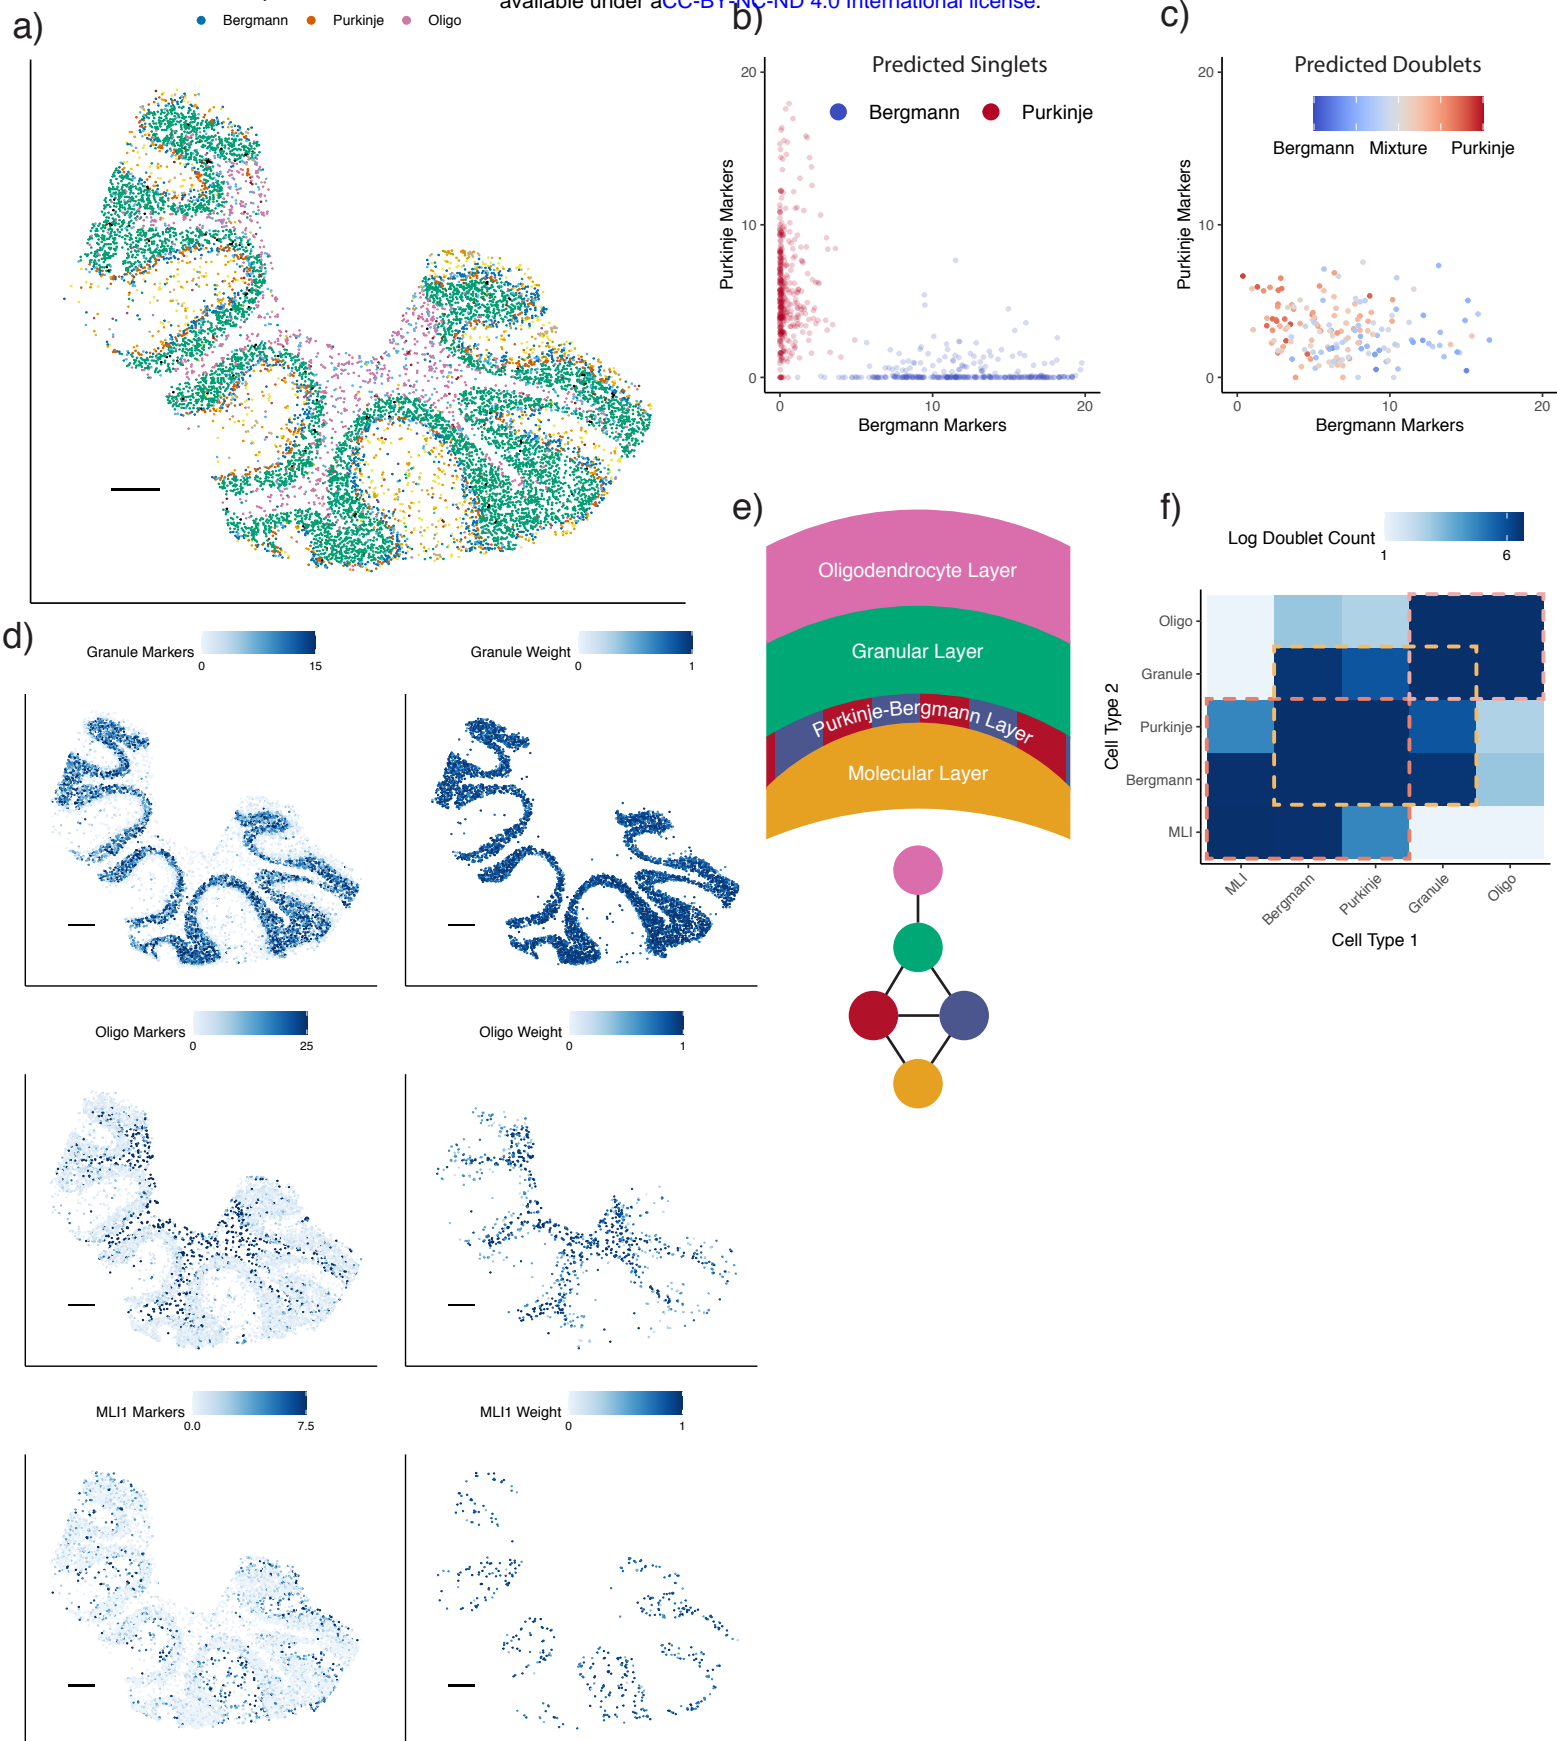 available under aCC-BY-NC-ND 4.0 International license.
a)
Bergmann Purkinje Oligo
b)
Predicted Singlets
Bergmann Purkinje
Purkinje Markers
20
10
0
0 10 20
Bergmann Markers
c)
Predicted Doublets
Bergmann Mixture Purkinje
Purkinje Markers
20
10
0
0 10 20
Bergmann Markers
d)
Granule Markers
0 15
Granule Weight
0 1
Oligo Markers
0 25
Oligo Weight
0 1
MLI1 Markers
0.0 7.5
MLI1 Weight
0 1
e)
Oligodendrocyte Layer
Granular Layer
Purkinje-Bergmann Layer
Molecular Layer
f)
Log Doublet Count
1 6
Cell Type 2
Oligo
Granule
Purkinje
Bergmann
MLI
MLI Bergmann Purkinje Granule Oligo
Cell Type 1